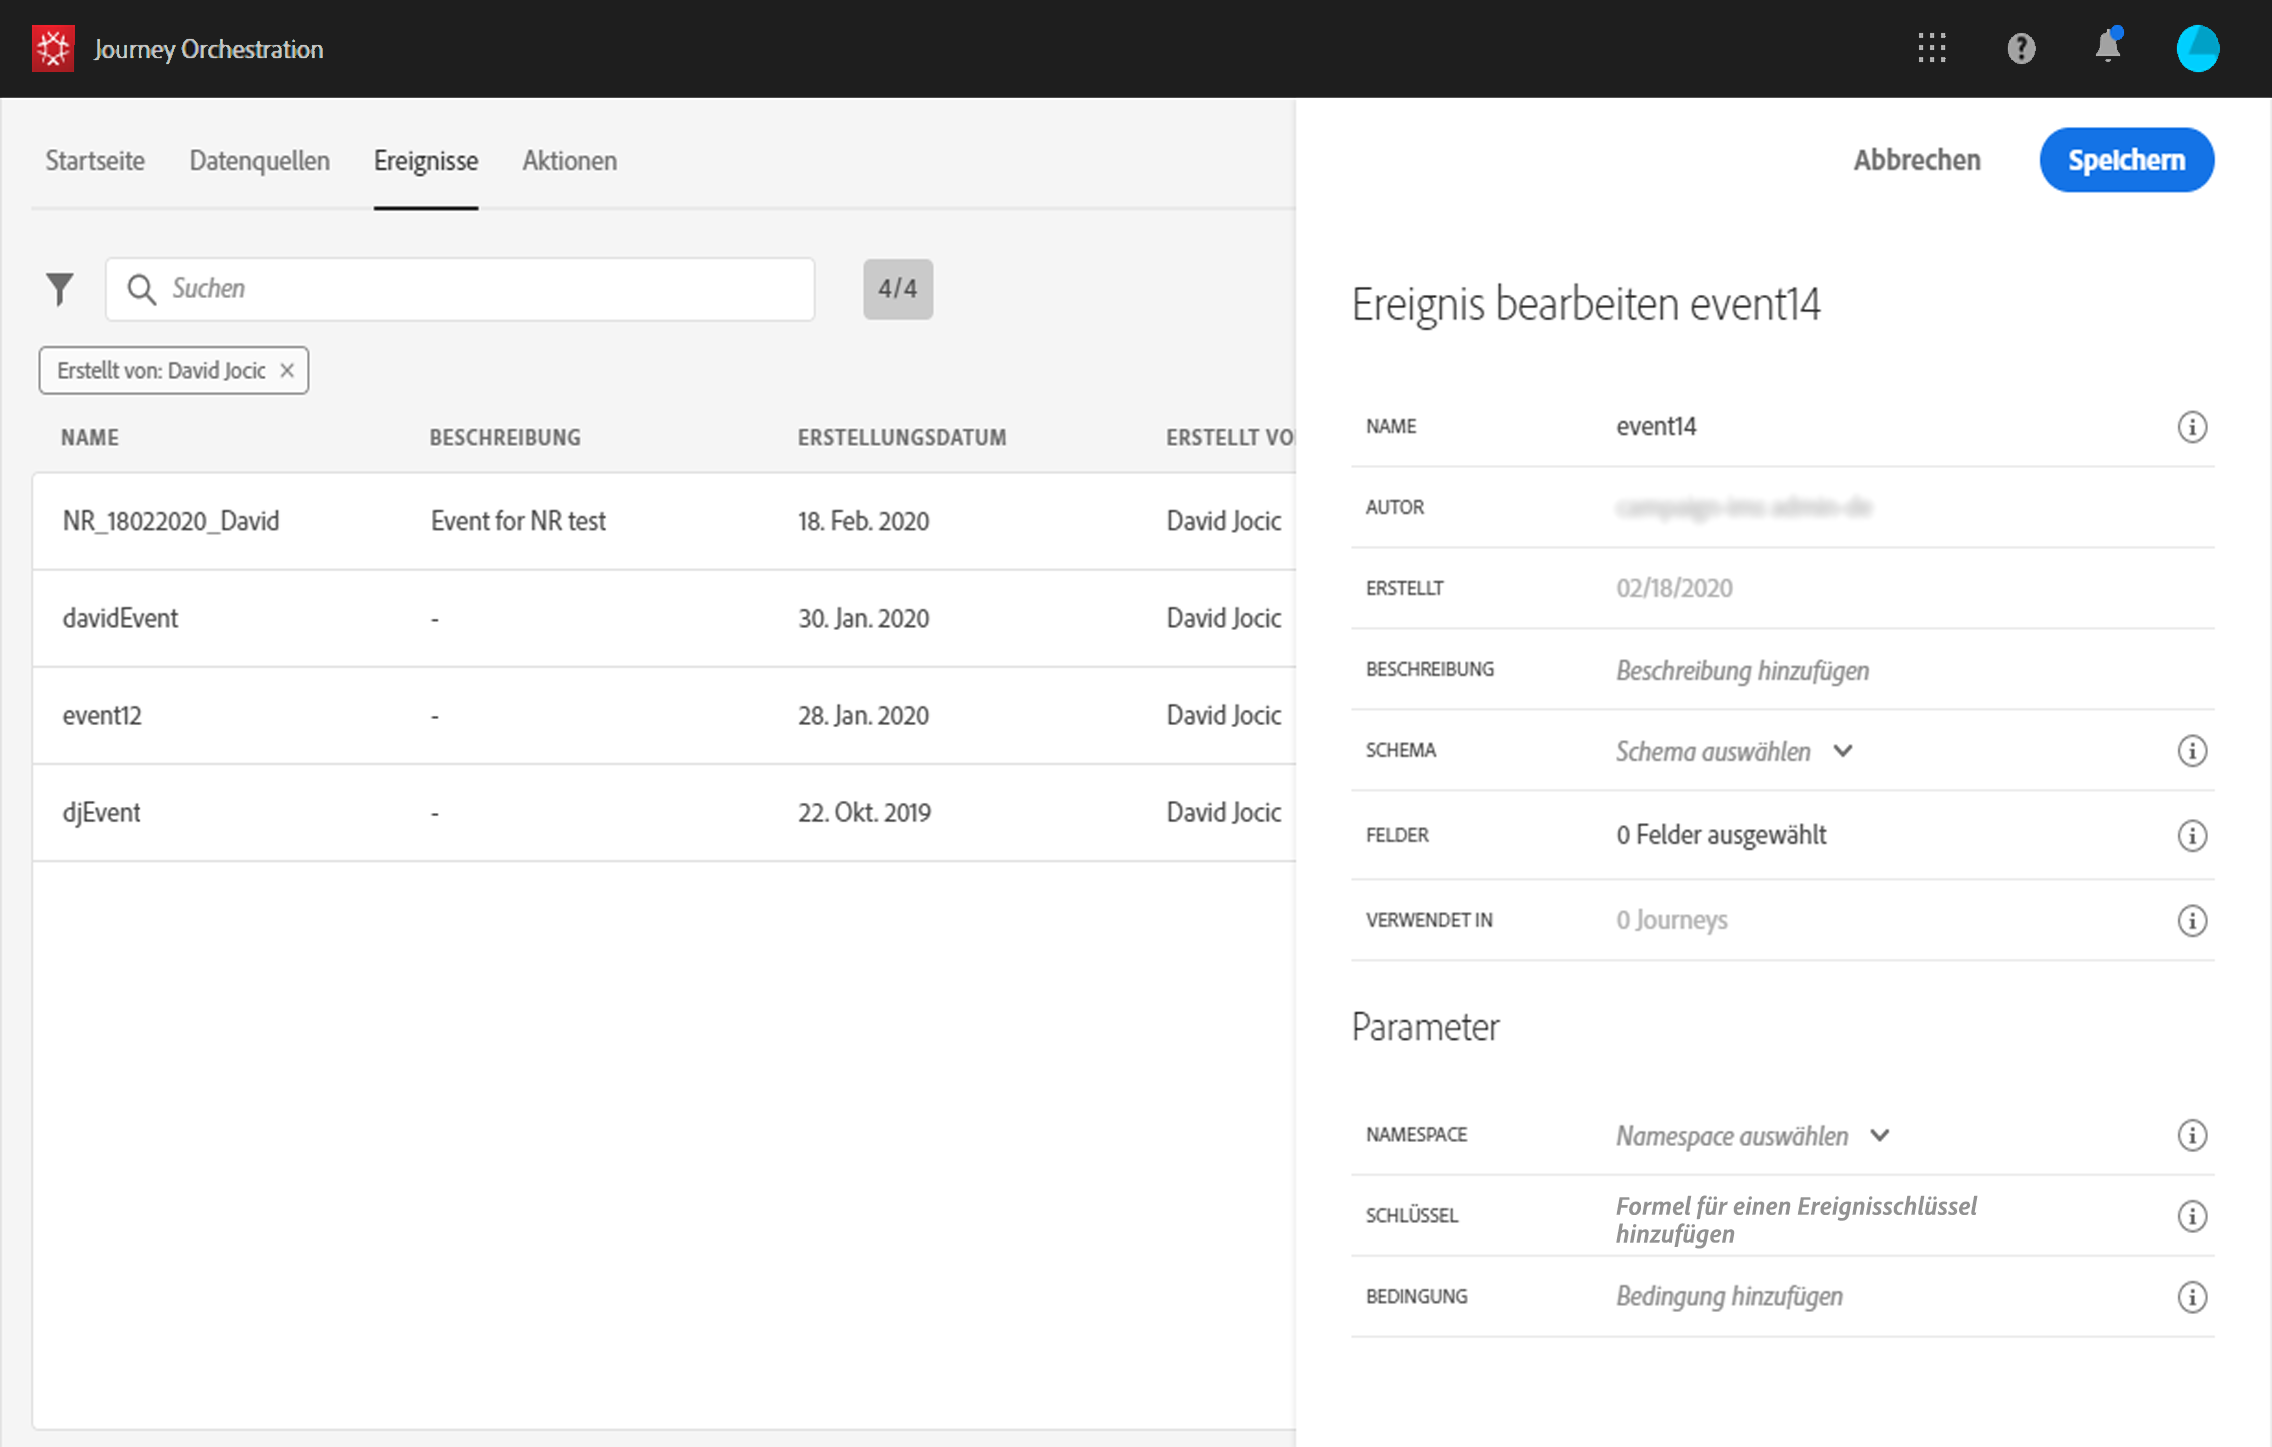 Journey Orchestration
Startseite Datenquellen Ereignisse Aktionen
Suchen
4/4
Erstellt von: David Jocic ×
NAME BESCHREIBUNG ERSTELLUNGSDATUM ERSTELLT VO
NR_18022020_David Event for NR test 18. Feb. 2020 David Jocic
davidEvent - 30. Jan. 2020 David Jocic
event12 - 28. Jan. 2020 David Jocic
djEvent - 22. Okt. 2019 David Jocic
Abbrechen Speichern
Ereignis bearbeiten event14
NAME event14
AUTOR
ERSTELLT 02/18/2020
BESCHREIBUNG Beschreibung hinzufügen
SCHEMA Schema auswählen
FELDER 0 Felder ausgewählt
VERWENDET IN 0 Journeys
Parameter
NAMESPACE Namespace auswählen
SCHLÜSSEL Formel für einen Ereignisschlüssel
hinzufügen
BEDINGUNG Bedingung hinzufügen